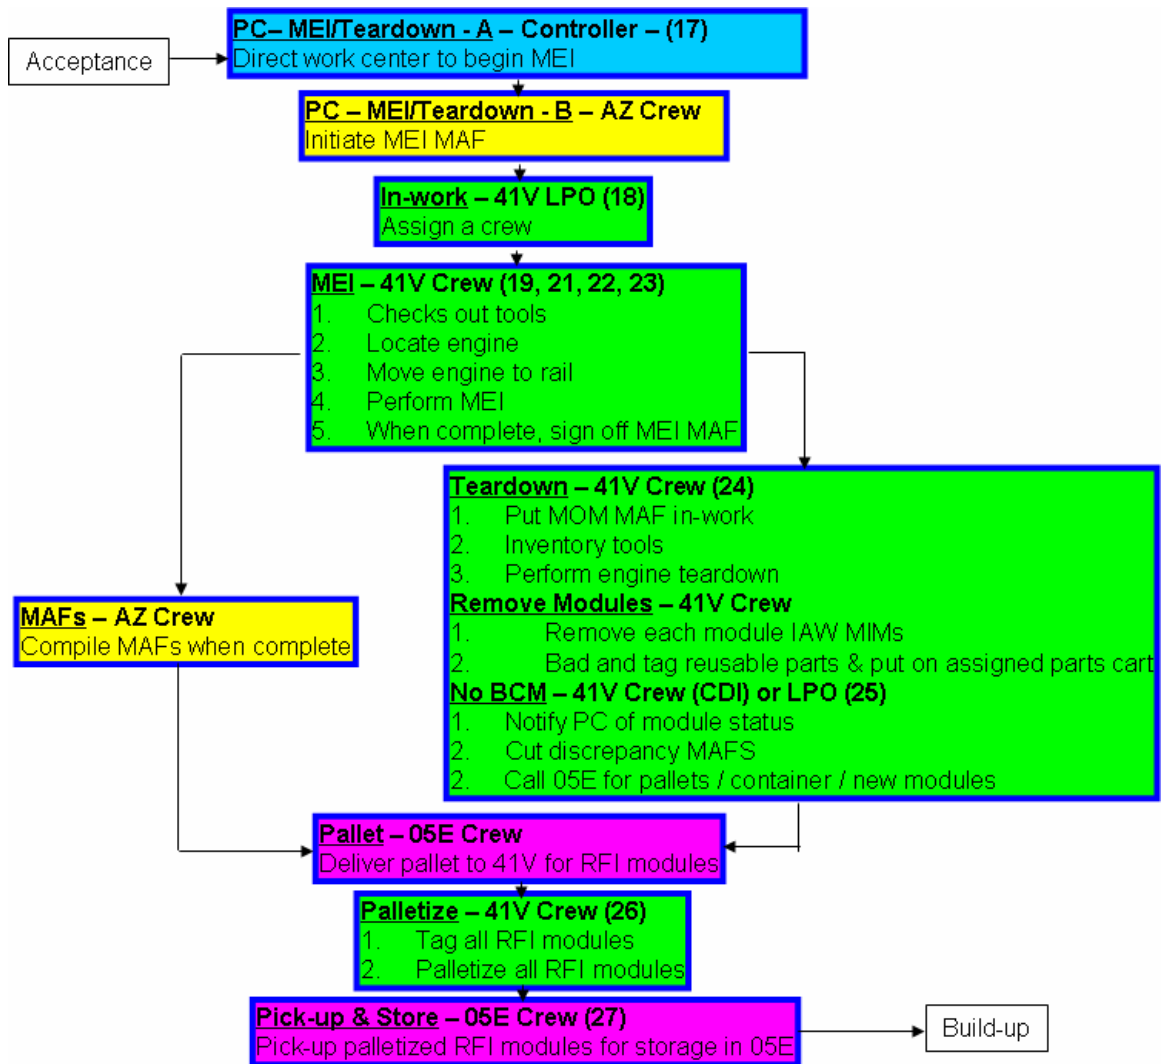 PC– MEI/Teardown - A – Controller – (17)
Acceptance
Direct work center to begin MEI
PC – MEI/Teardown - B – AZ Crew
Initiate MEI MAF
In-work – 41V LPO (18)
Assign a crew
MEI – 41V Crew (19, 21, 22, 23)
1. Checks out tools
2. Locate engine
3. Move engine to rail
4. Perform MEI
5. When complete, sign off MEI MAF
Teardown – 41V Crew (24)
1. Put MOM MAF in-work
2. Inventory tools
3. Perform engine teardown
Remove Modules – 41V Crew
1. Remove each module IAW MIMs
2. Bad and tag reusable parts & put on assigned parts cart
No BCM – 41V Crew (CDI) or LPO (25)
1. Notify PC of module status
2. Cut discrepancy MAFS
2. Call 05E for pallets / container / new modules
MAFs – AZ Crew
Compile MAFs when complete
Pallet – 05E Crew
Deliver pallet to 41V for RFI modules
Palletize – 41V Crew (26)
1. Tag all RFI modules
2. Palletize all RFI modules
Pick-up & Store – 05E Crew (27)
Pick-up palletized RFI modules for storage in 05E
Build-up